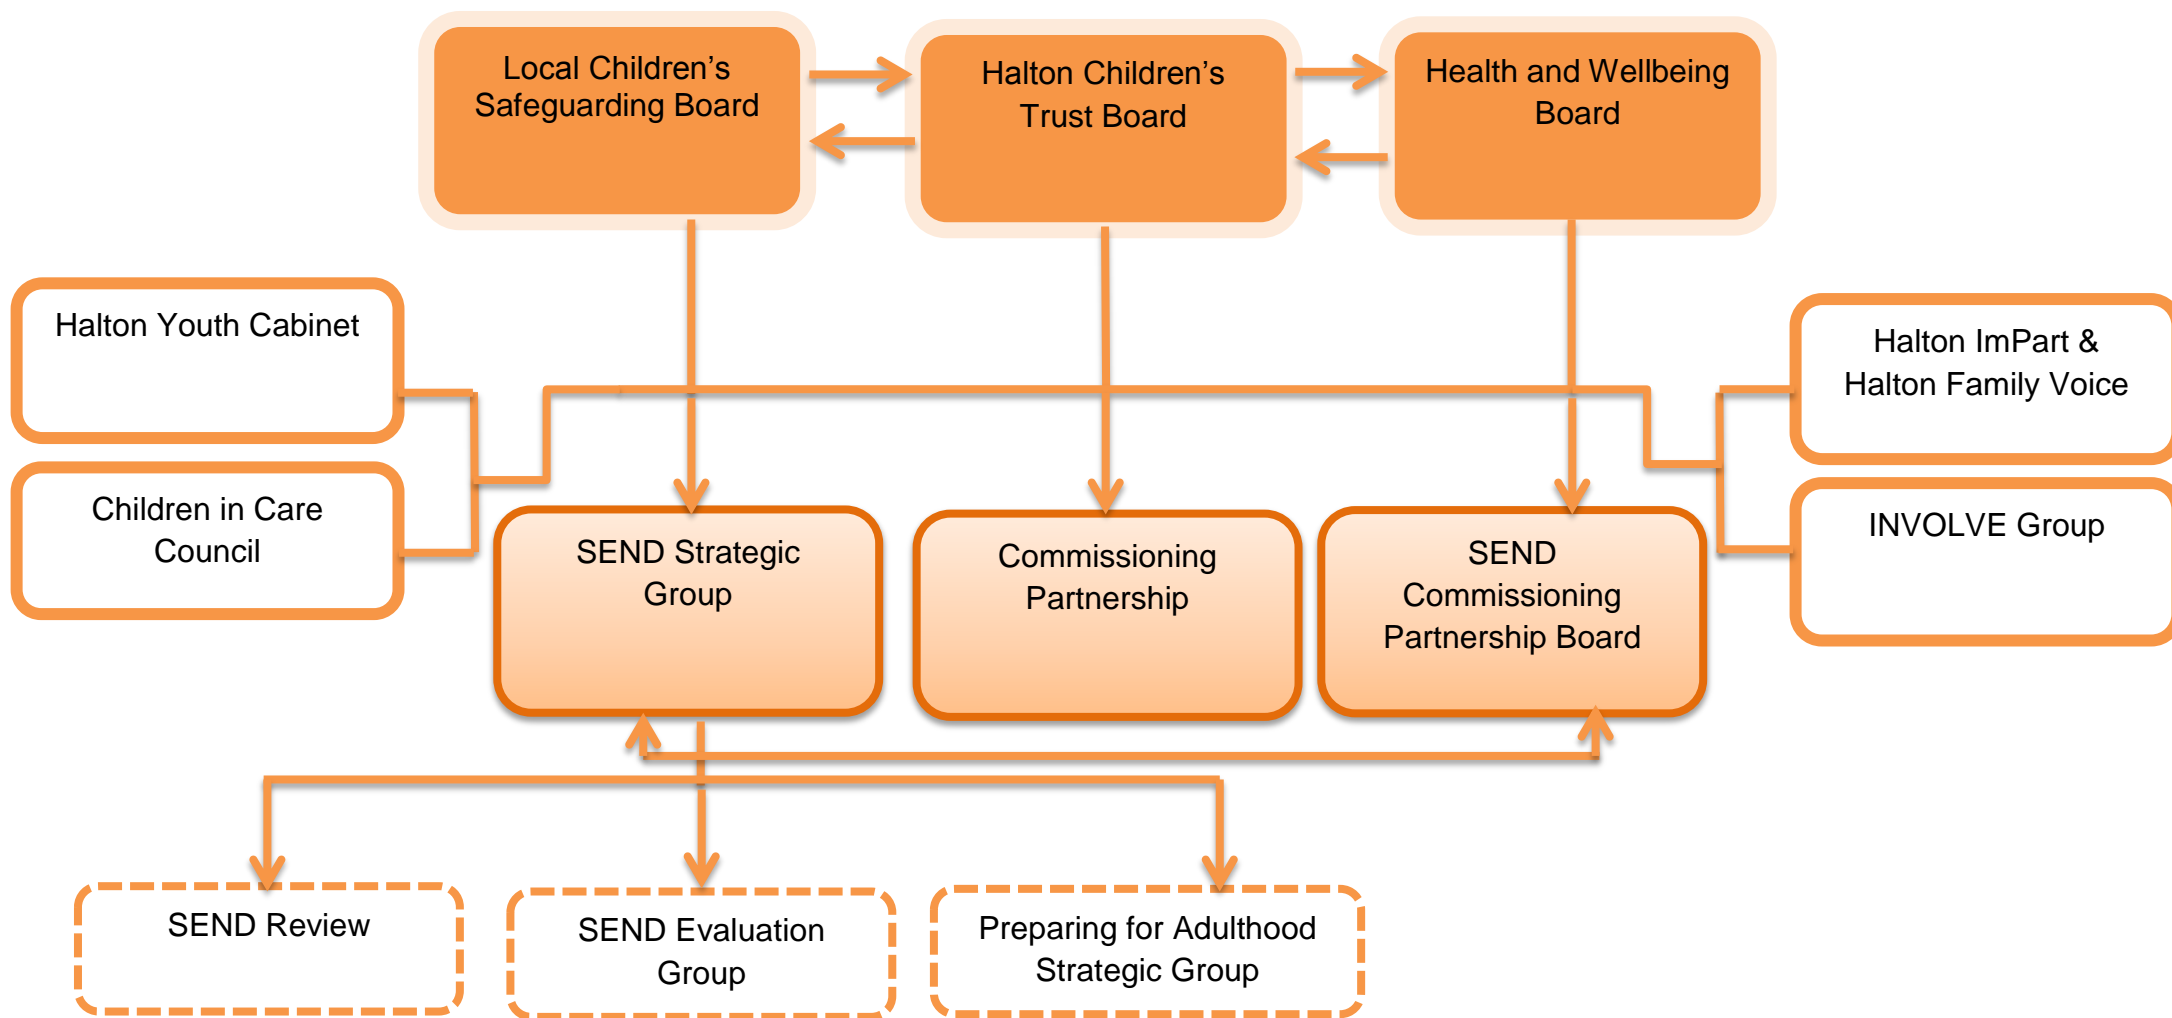 Local Children’s
Safeguarding Board
Halton Children’s
Trust Board
Health and Wellbeing
Board
Halton Youth Cabinet
Children in Care
Council
Halton ImPart &
Halton Family Voice
INVOLVE Group
SEND Strategic
Group
Commissioning
Partnership
SEND
Commissioning
Partnership Board
SEND Review
SEND Evaluation
Group
Preparing for Adulthood
Strategic Group